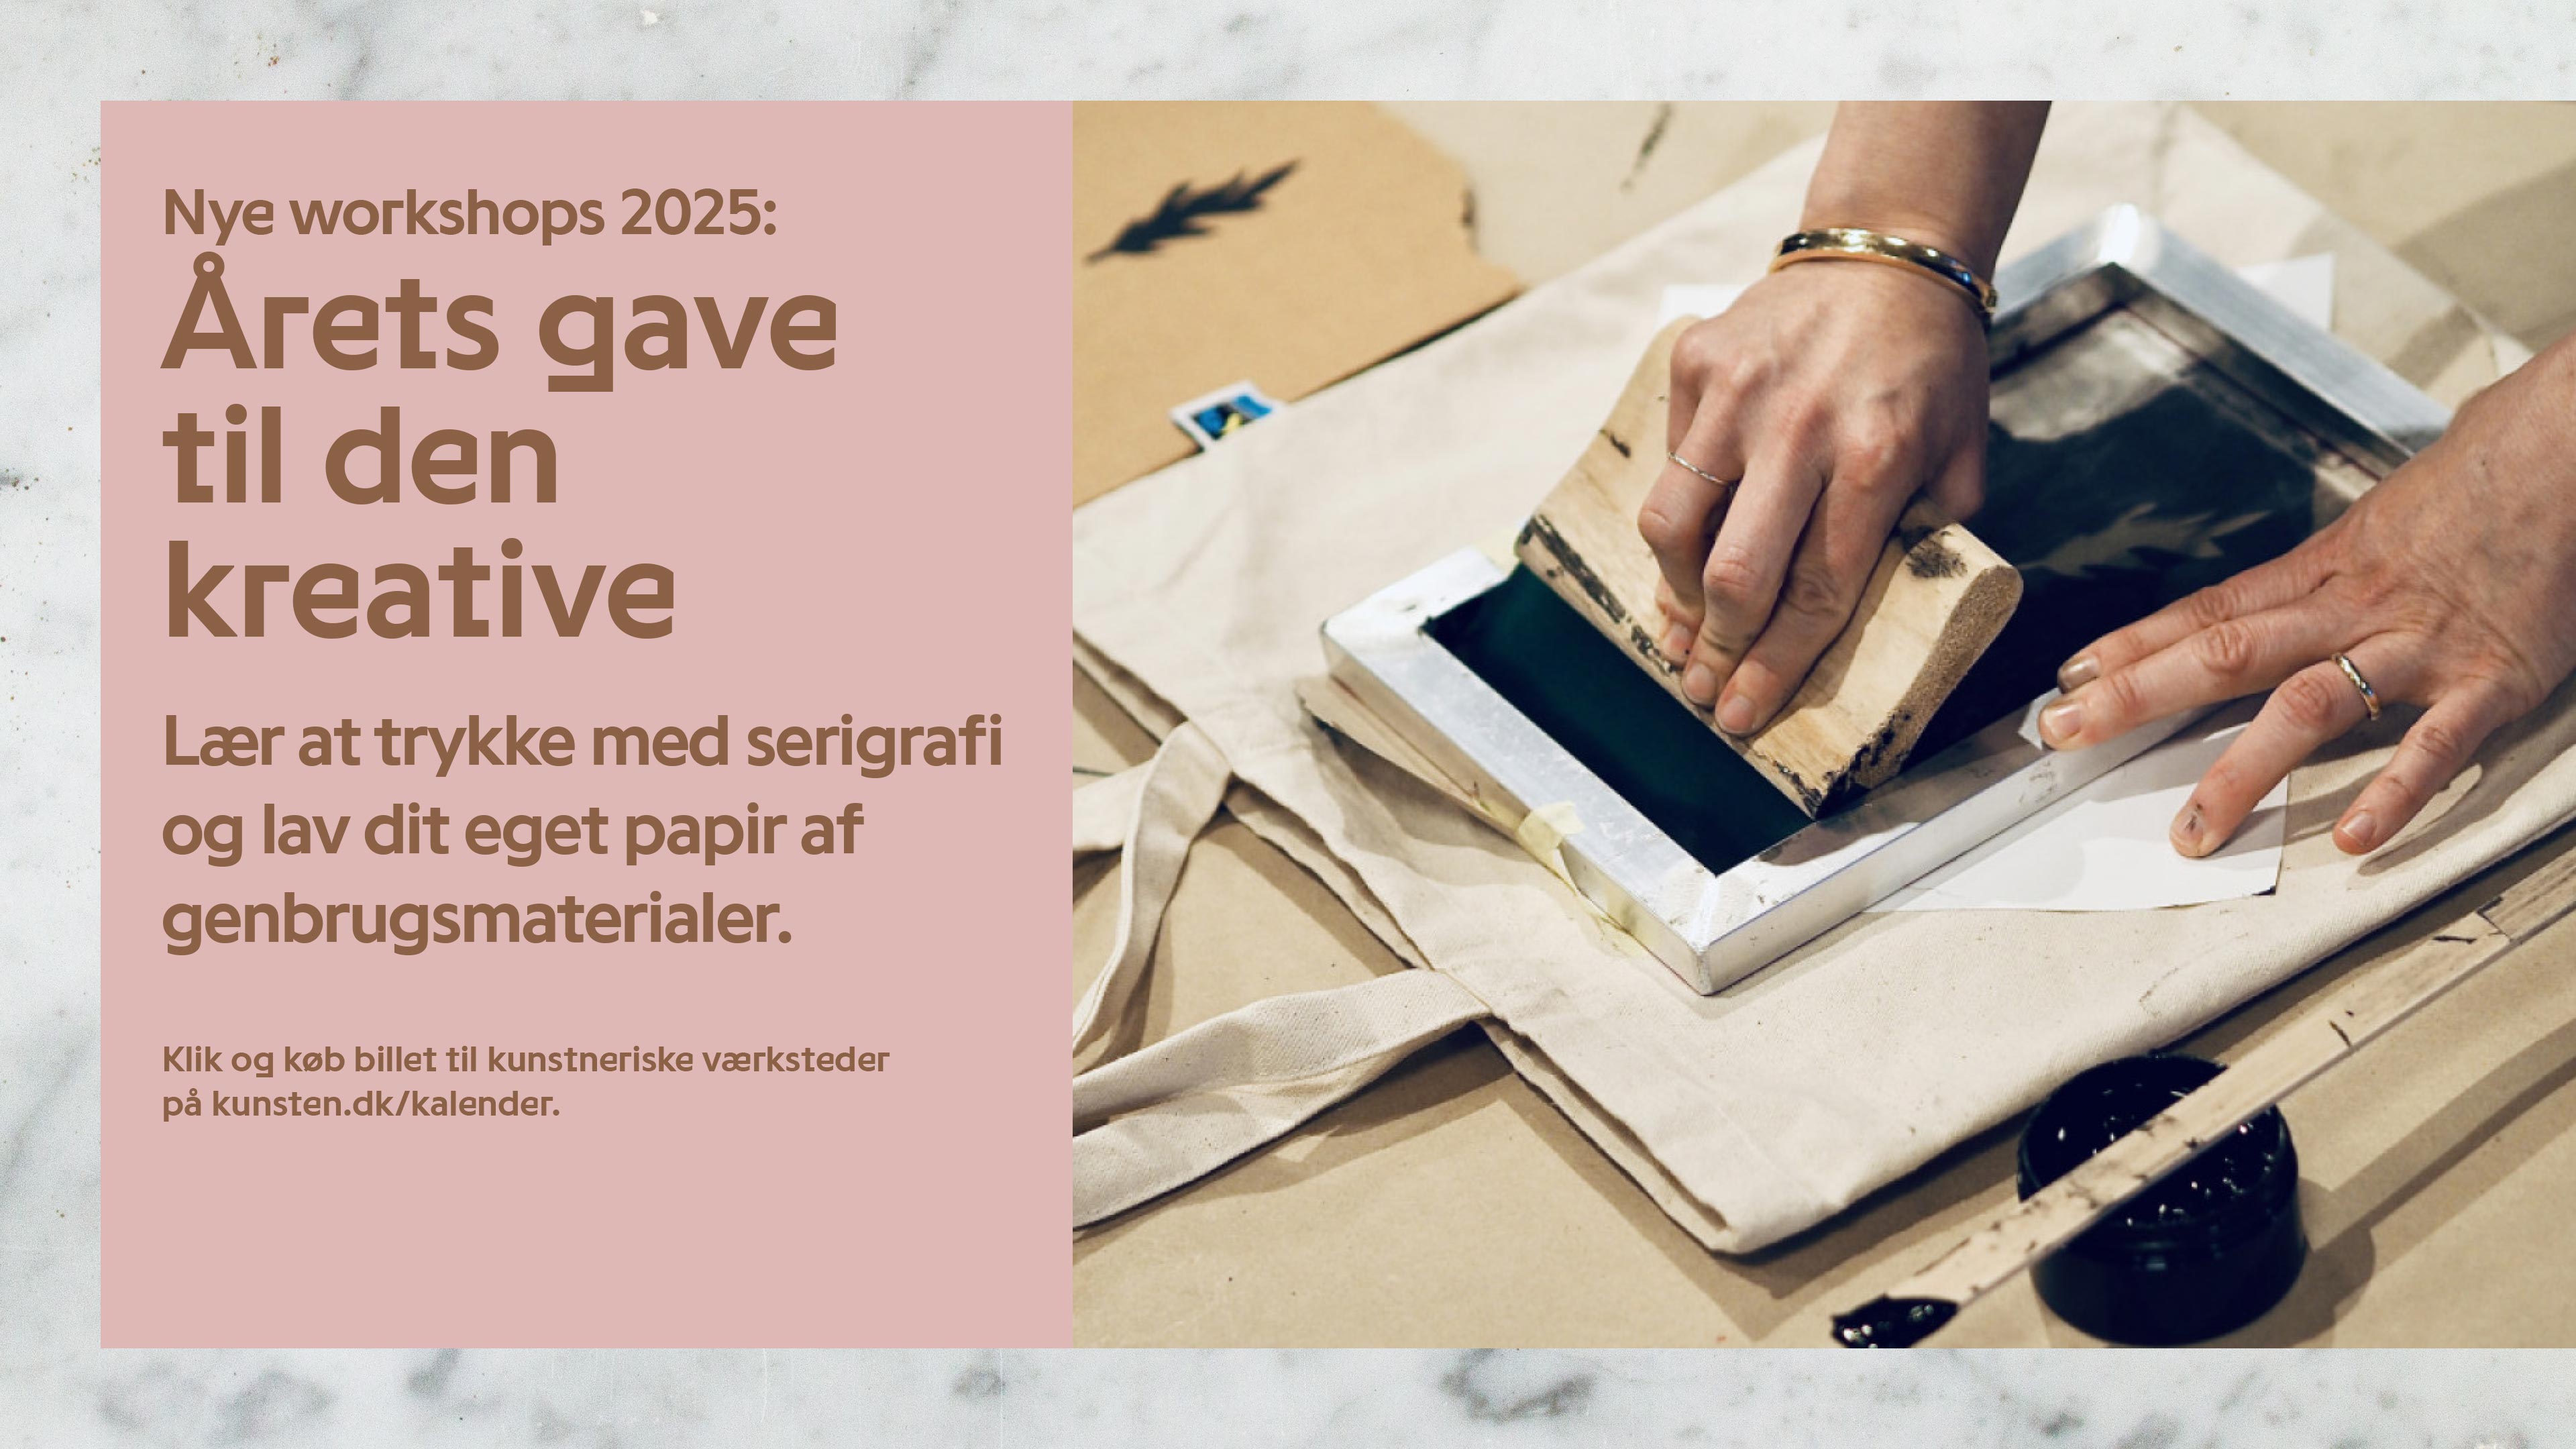 Nye workshops 2025:
Årets gave
til den
kreative
Lær at trykke med serigrafi
og lav dit eget papir af
genbrugsmaterialer.
Klik og køb billet til kunstneriske værksteder
på kunsten.dk/kalender.